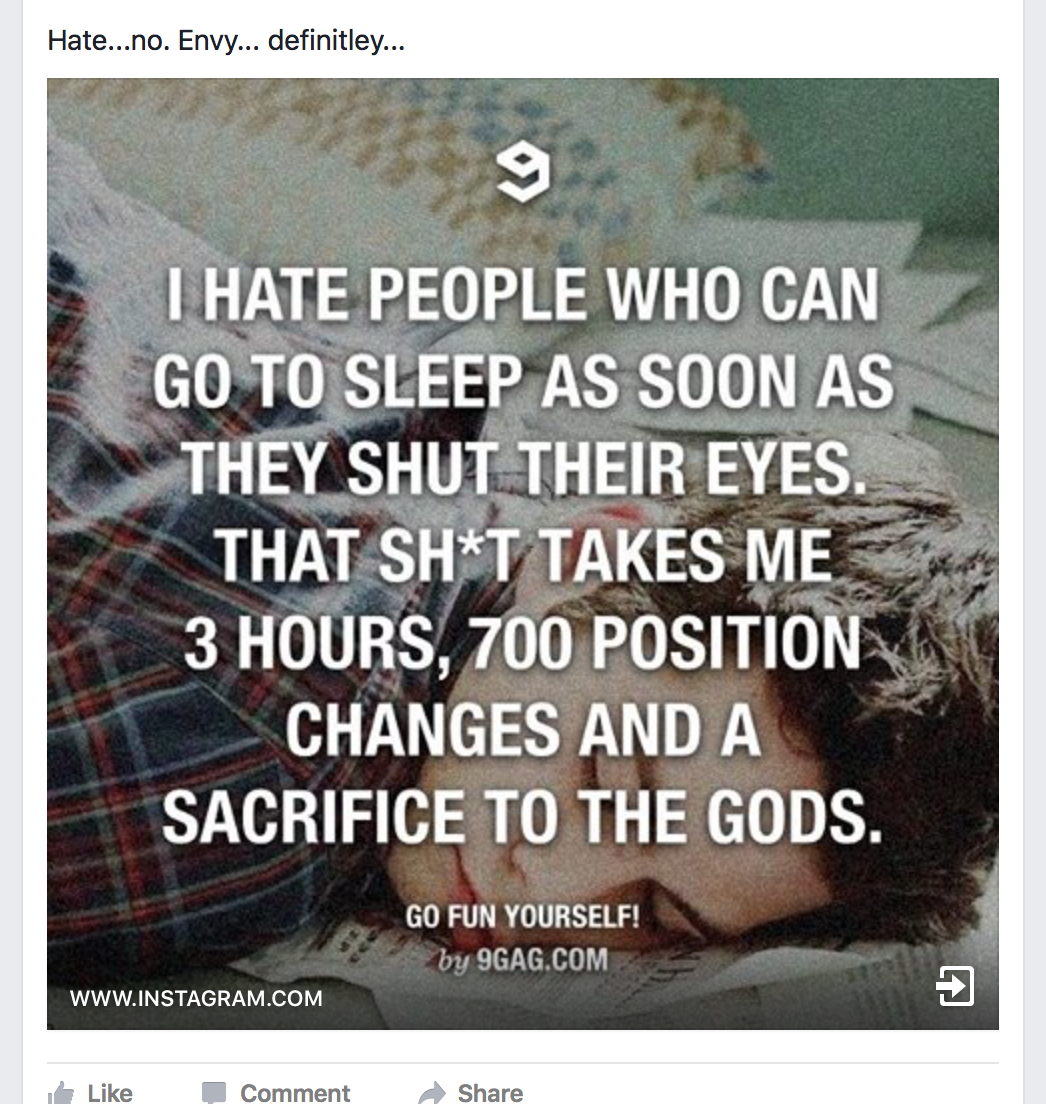 Hate...no. Envy... definitley...
9
I HATE PEOPLE WHO CAN
GO TO SLEEP AS SOON AS
THEY SHUT THEIR EYES.
THAT SH*T TAKES ME
3 HOURS, 700 POSITION
CHANGES AND A
SACRIFICE TO THE GODS.
GO FUN YOURSELF!
by 9GAG.COM
WWW.INSTAGRAM.COM
Like Comment Share